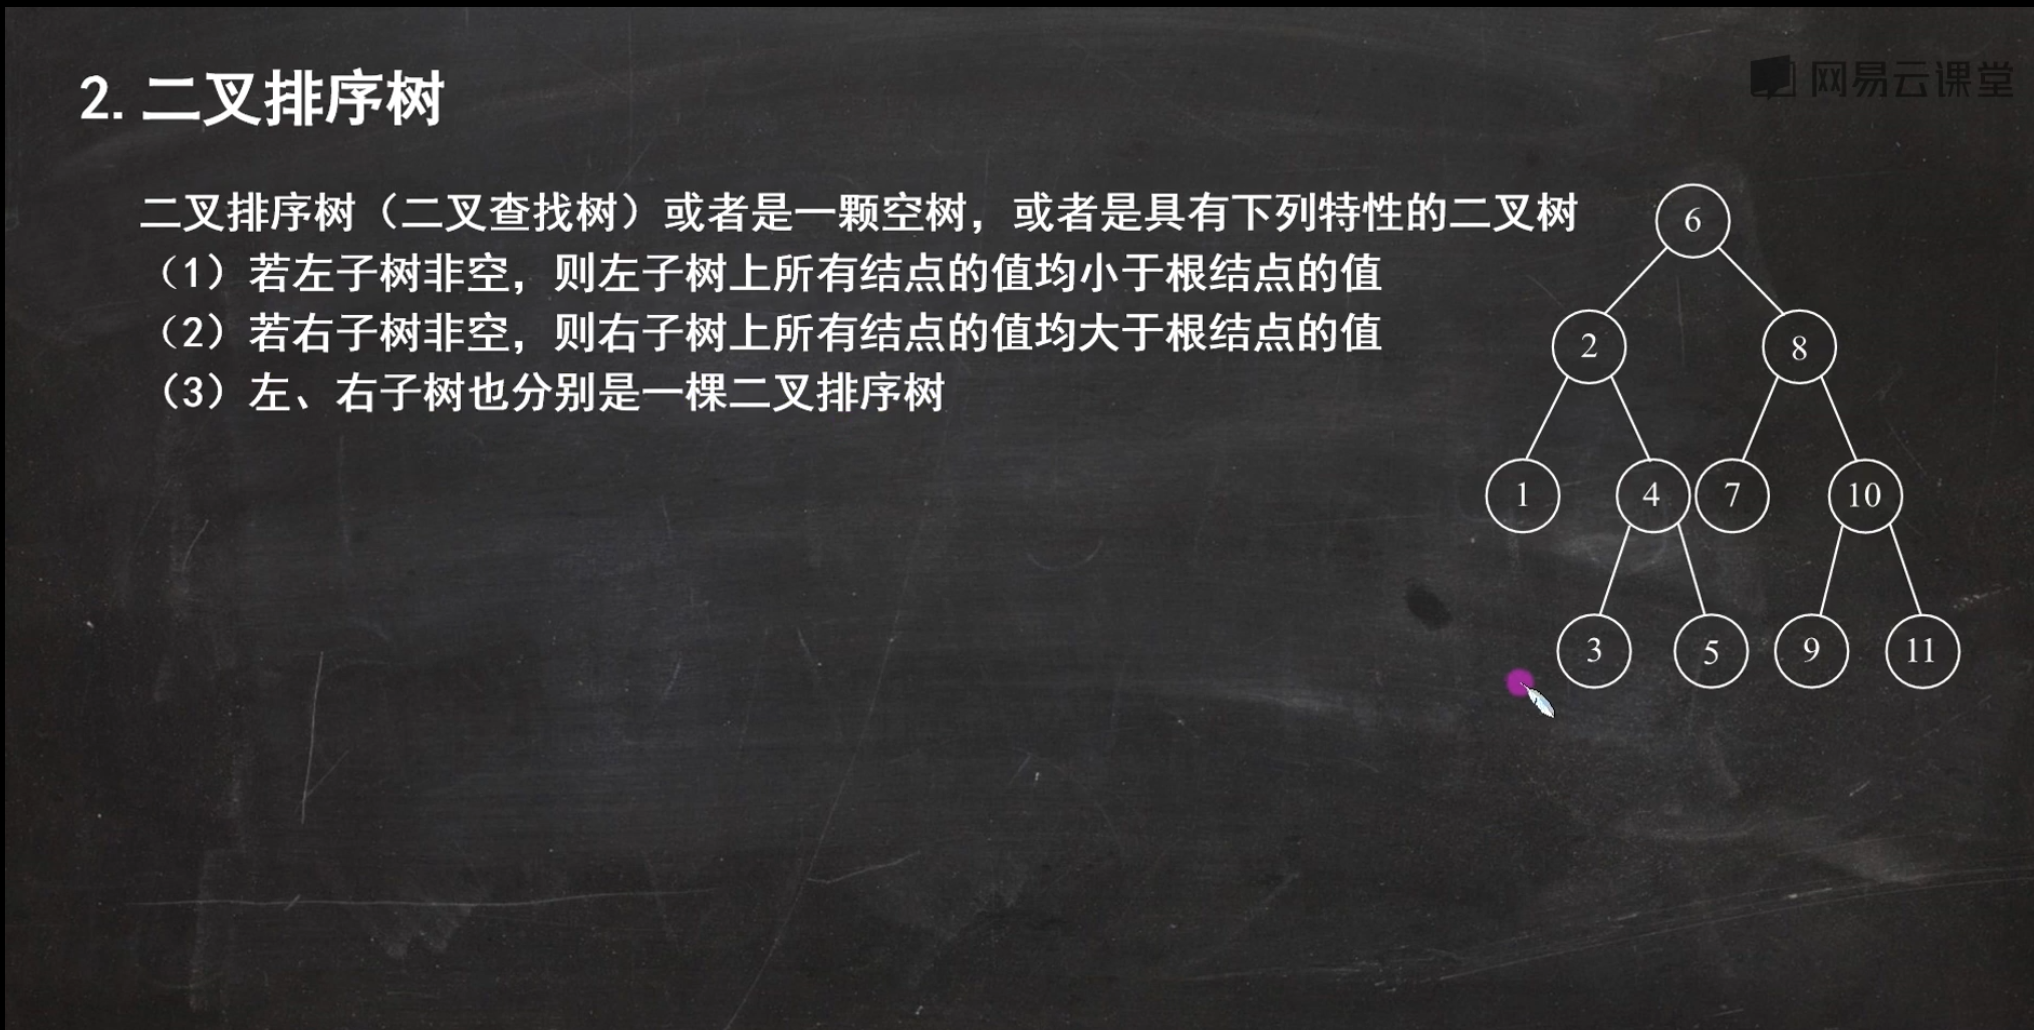 2. 二叉排序树
网易云课堂
二叉排序树（二叉查找树）或者是一颗空树，或者是具有下列特性的二叉树
（1）若左子树非空，则左子树上所有结点的值均小于根结点的值
（2）若右子树非空，则右子树上所有结点的值均大于根结点的值
（3）左、右子树也分别是一棵二叉排序树
6
2 8
1 4 7 10
3 5 9 11